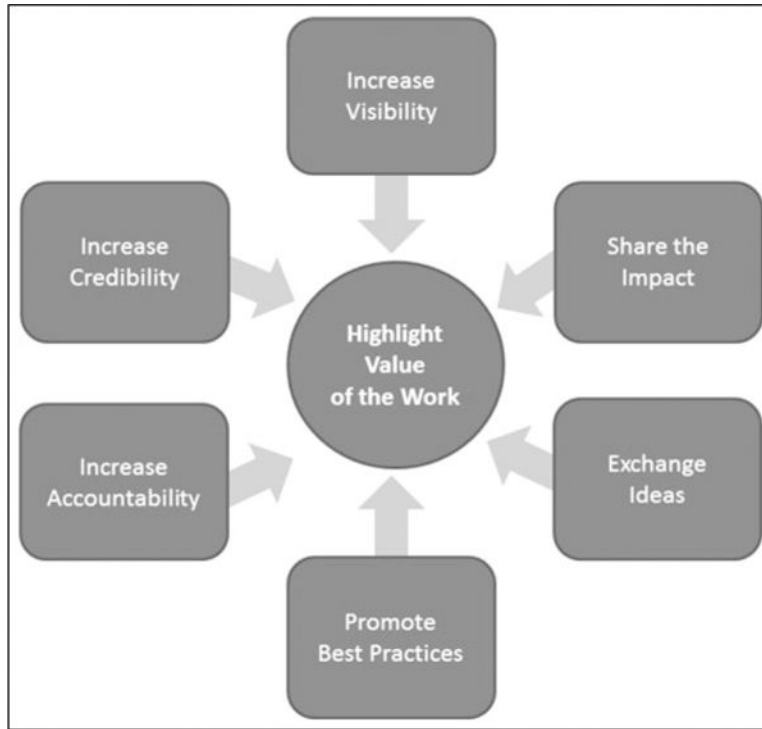 Increase
Visibility
Share the
Impact
Exchange
Ideas
Promote
Best Practices
Increase
Accountability
Increase
Credibility
Highlight
Value
of the Work